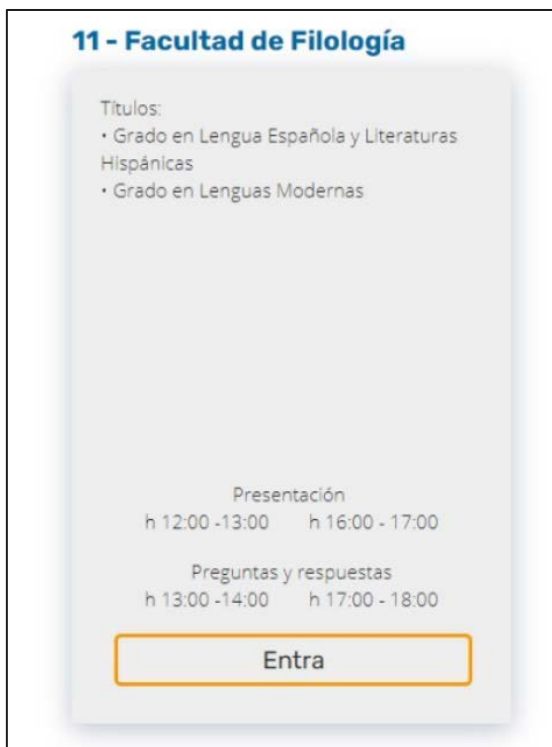 11 - Facultad de Filología
Títulos:
• Grado en Lengua Española y Literaturas
Hispánicas
• Grado en Lenguas Modernas
Presentación
h 12:00 -13:00 h 16:00 - 17:00
Preguntas y respuestas
h 13:00 -14:00 h 17:00 - 18:00
Entra